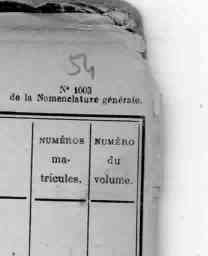 54
N° 1003
de la Nomenclature générale.
NUMÉROS NUMÉRO
ma- du
tricules. volume.